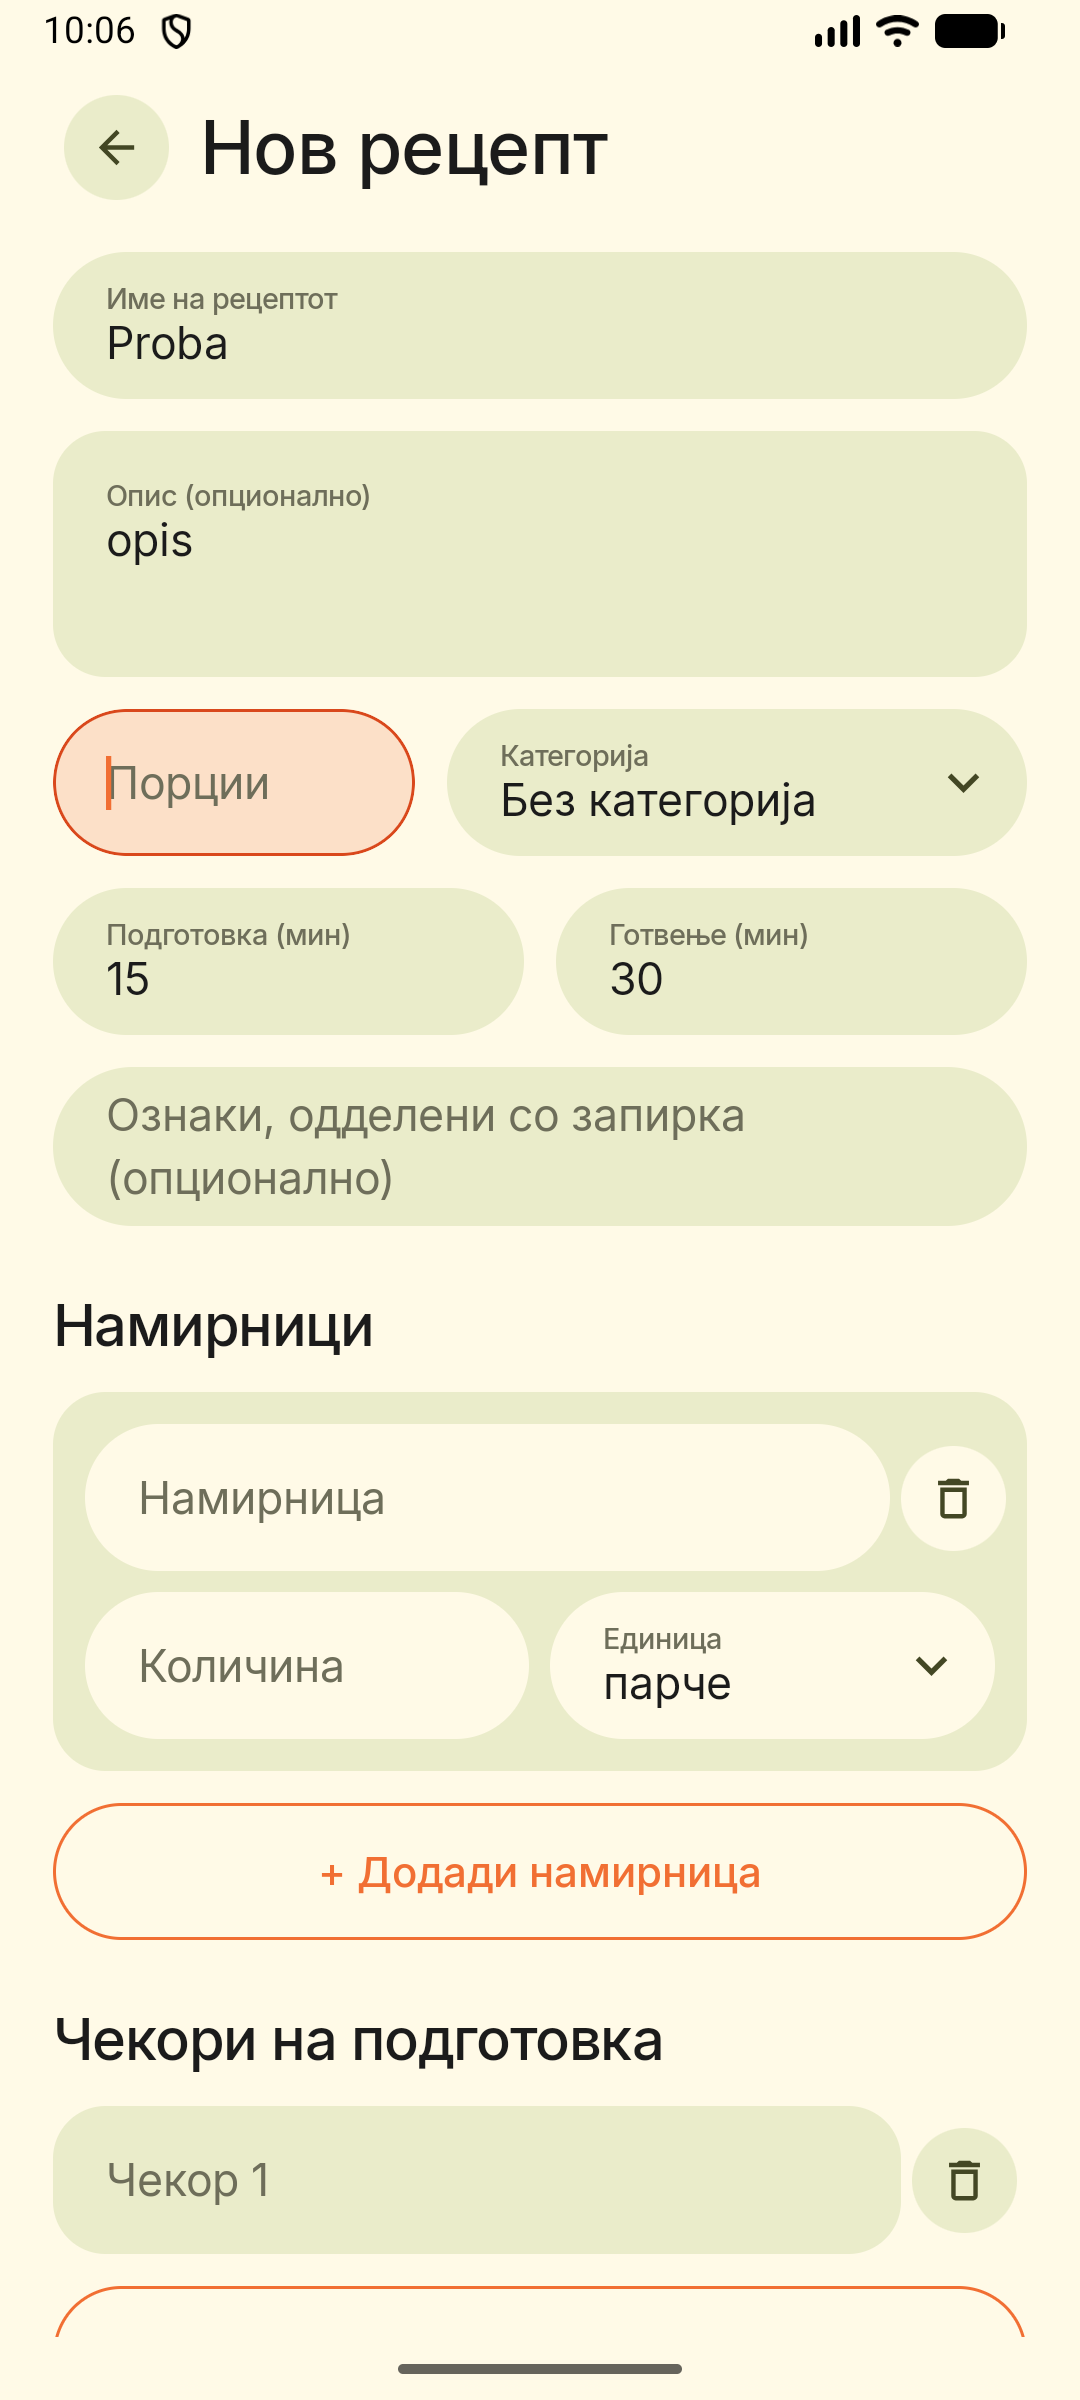 10:06
Нов рецепт
Име на рецептот
Proba
Опис (опционално)
opis
Порции
Категорија
Без категорија
Подготовка (мин)
15
Готвење (мин)
30
Ознаки, одделени со запирка
(опционално)
Намирници
Намирница
Количина
Единица
парче
+ Додади намирница
Чекори на подготовка
Чекор 1